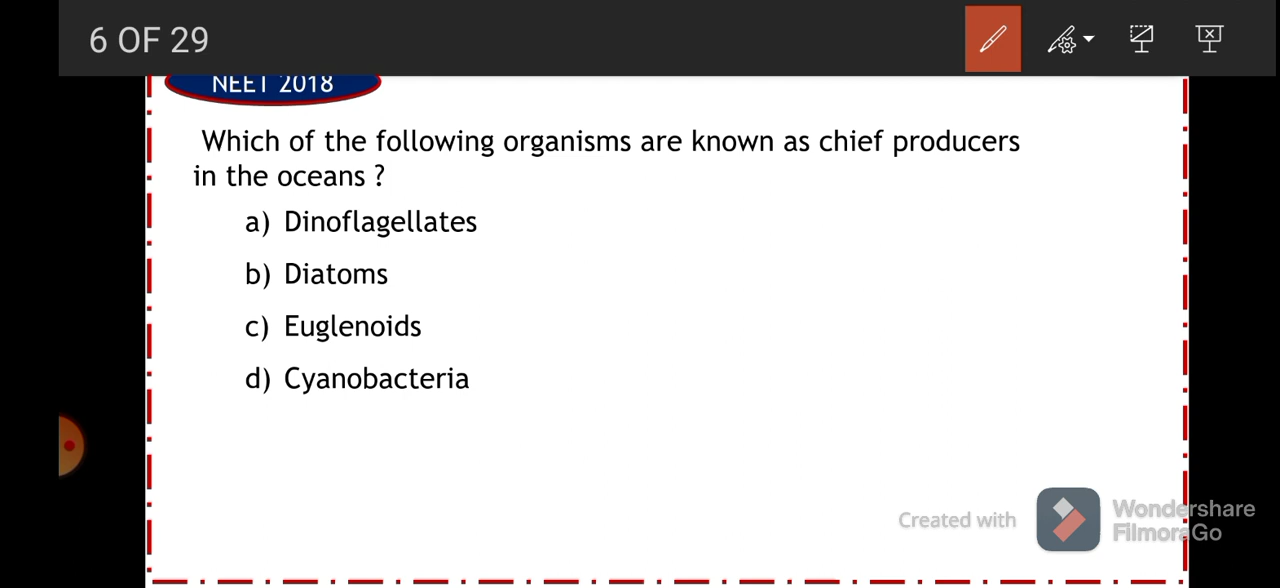 6 OF 29
NEET 2018
Which of the following organisms are known as chief producers
in the oceans ?
a) Dinoflagellates
b) Diatoms
c) Euglenoids
d) Cyanobacteria
Created with
Wondershare
FilmoraGo